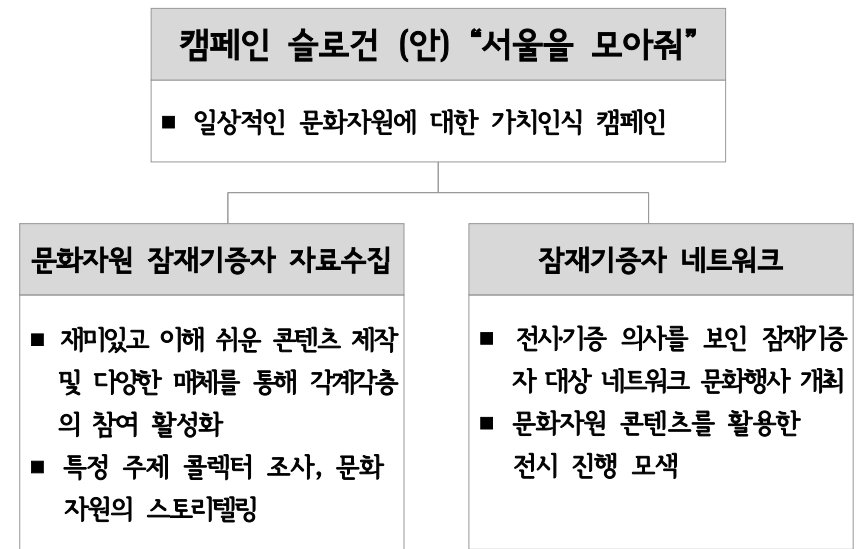 캠페인 슬로건 (안) “서울을 모아줘”
■ 일상적인 문화자원에 대한 가치인식 캠페인
문화자원 잠재기증자 자료수집
■ 재미있고 이해 쉬운 콘텐츠 제작
및 다양한 매체를 통해 각계각층
의 참여 활성화
■ 특정 주제 콜렉터 조사, 문화
자원의 스토리텔링
잠재기증자 네트워크
■ 전시·기증 의사를 보인 잠재기증
자 대상 네트워크 문화행사 개최
■ 문화자원 콘텐츠를 활용한
전시 진행 모색